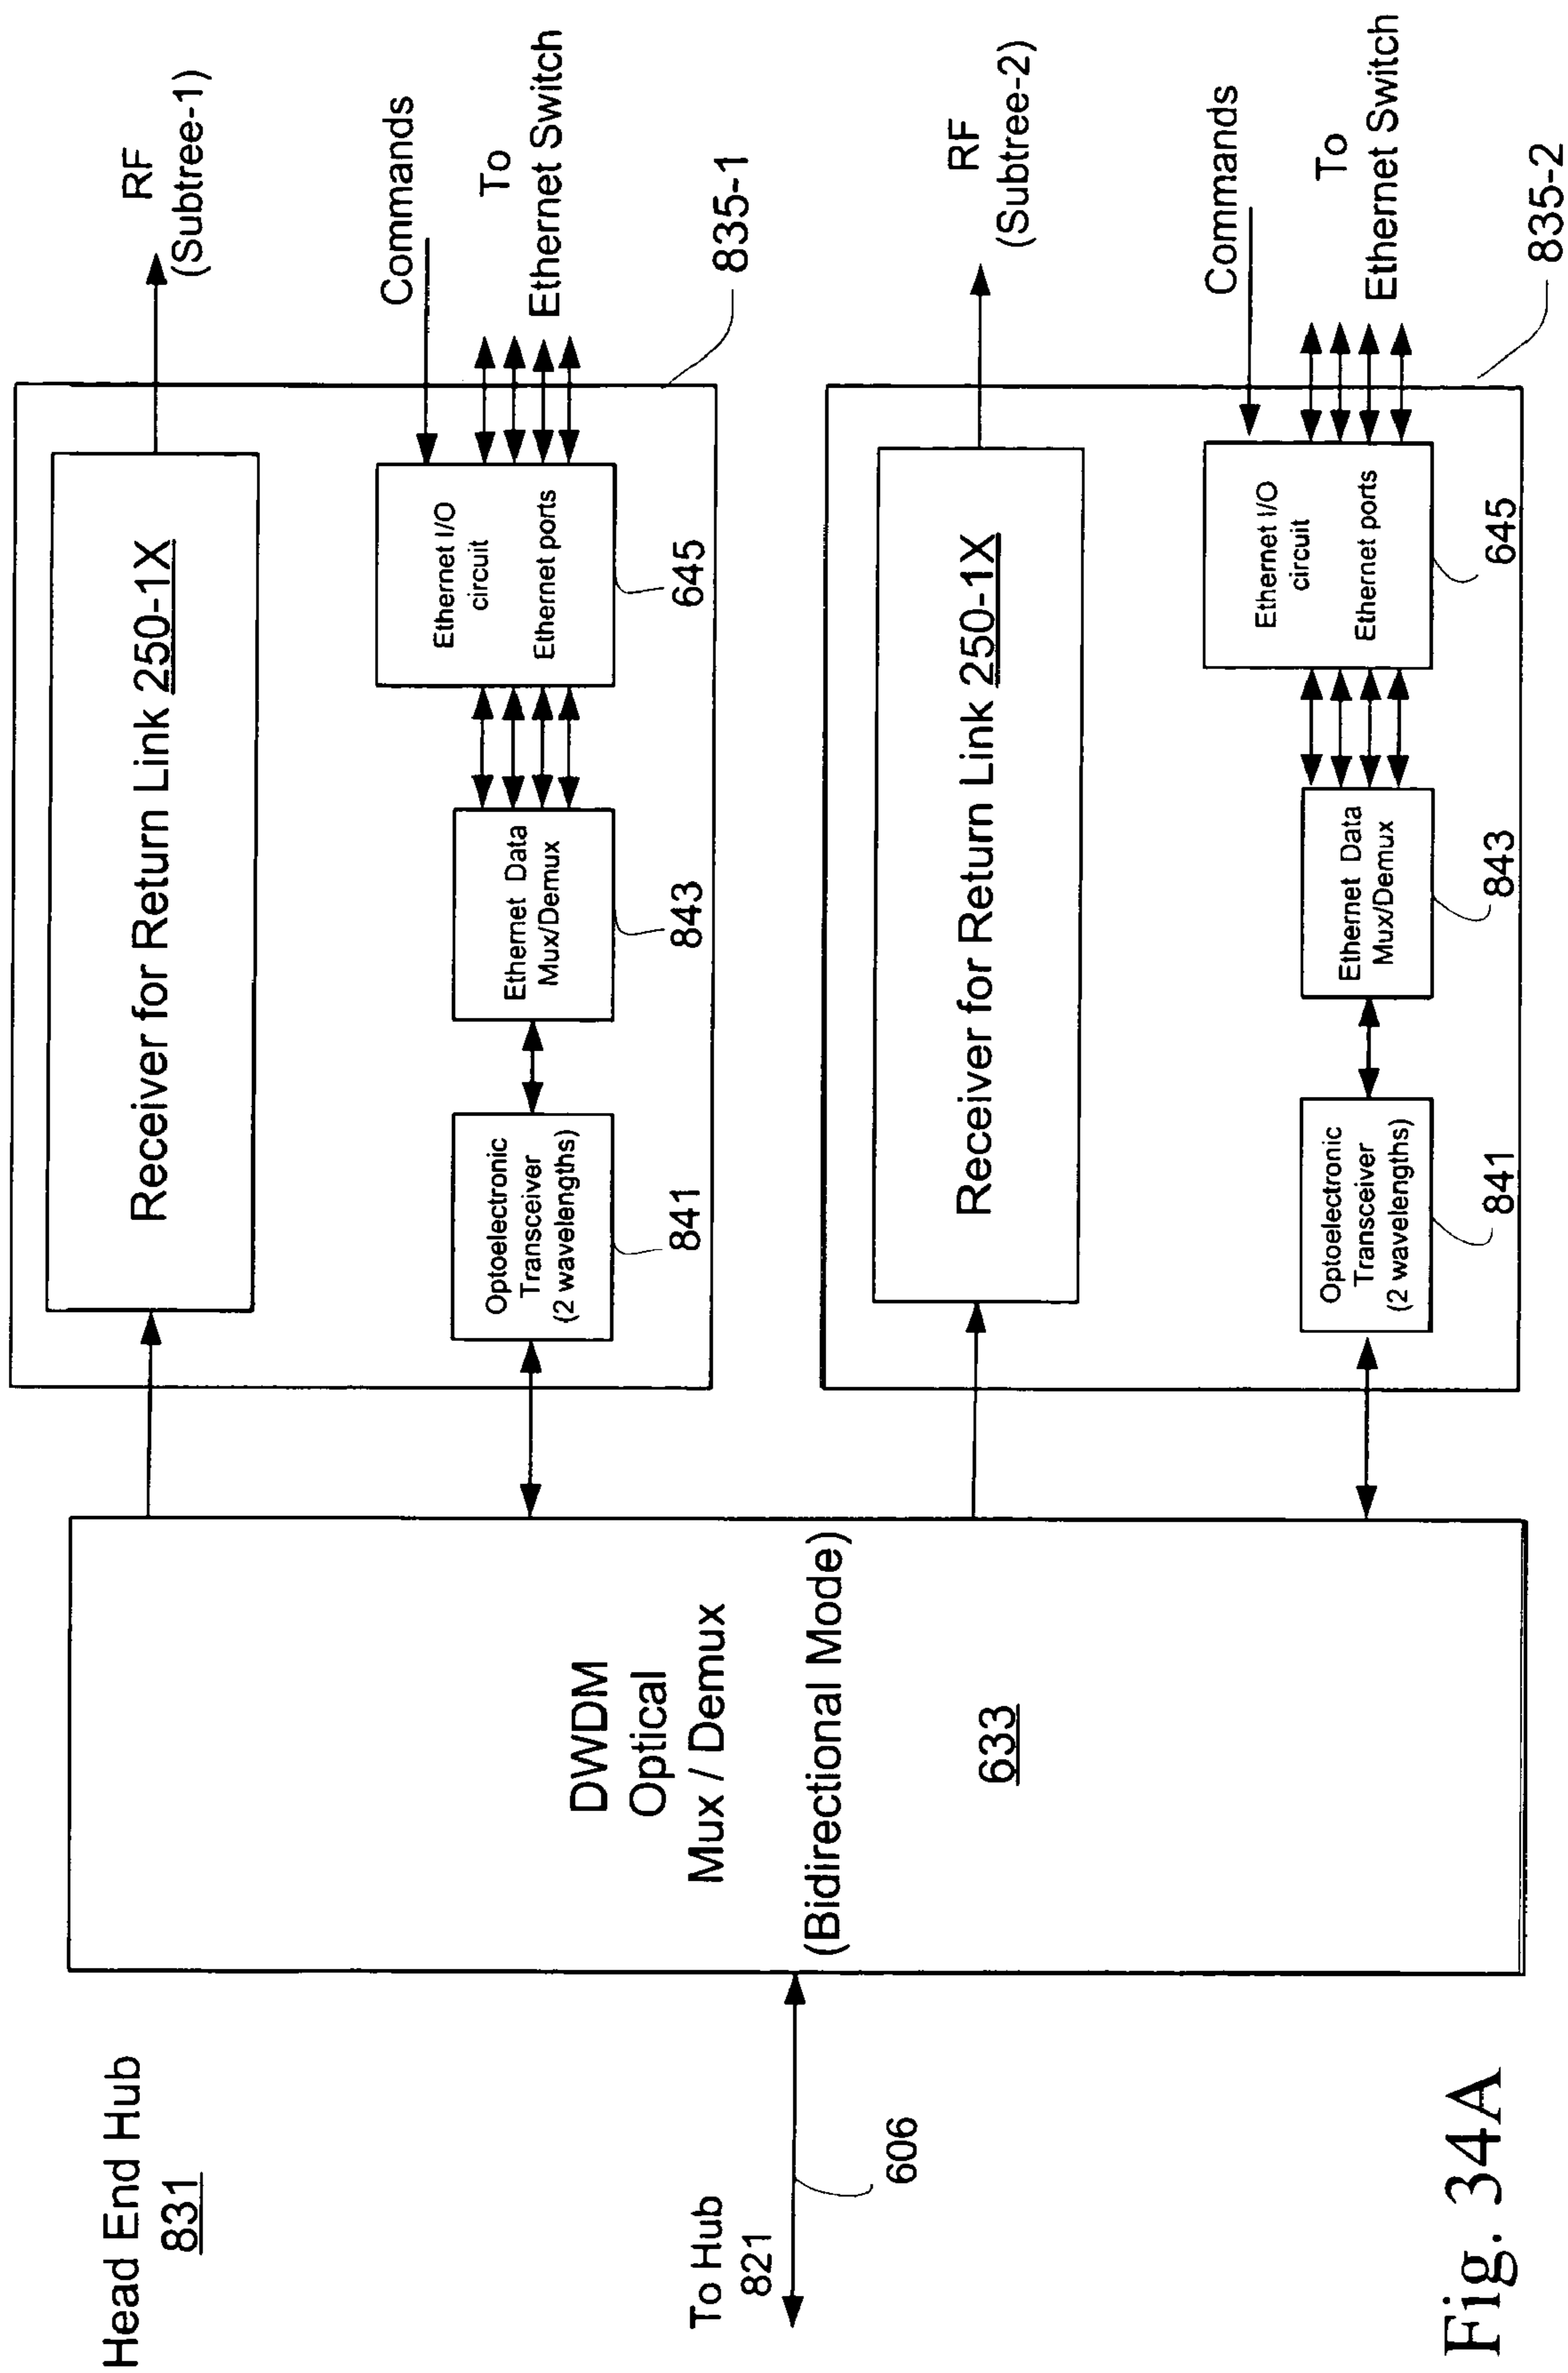 Head End Hub
831
To Hub
821
606
DWDM
Optical
Mux / Demux
(Bidirectional Mode)
633
Receiver for Return Link 250-1X
RF
(Subtree-1)
Optoelectronic
Transceiver
(2 wavelengths)
841
Ethernet Data
Mux/Demux
843
Ethernet I/O
circuit
Ethernet ports
645
Commands
To
Ethernet Switch
835-1
Receiver for Return Link 250-1X
RF
(Subtree-2)
Optoelectronic
Transceiver
(2 wavelengths)
841
Ethernet Data
Mux/Demux
843
Ethernet I/O
circuit
Ethernet ports
645
Commands
To
Ethernet Switch
835-2
Fig. 34A